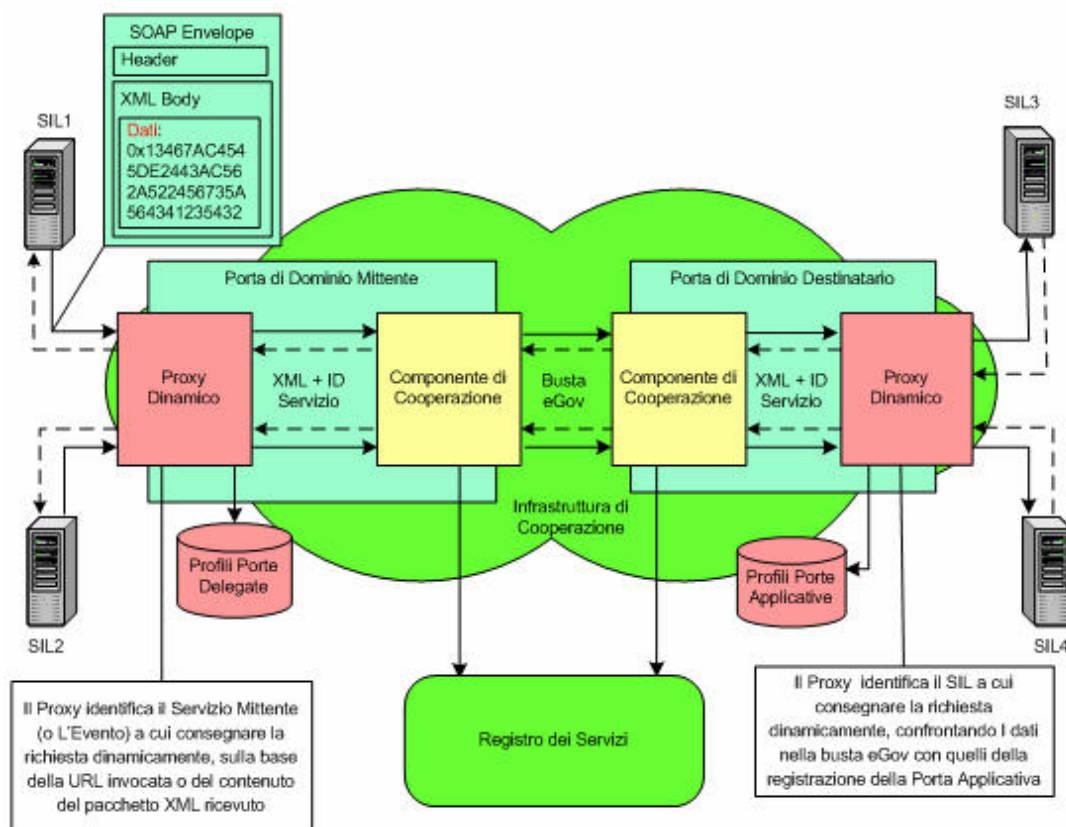 SOAP Envelope
Header
XML Body
Dati:
0x13467AC454
5DE2443AC56
2A522456735A
564341235432
SIL1
SIL3
Porta di Dominio Mittente
Porta di Dominio Destinatario
Proxy
Dinamico
XML + ID
Servizio
Componente di
Cooperazione
Busta
eGov
Componente di
Cooperazione
XML + ID
Servizio
Proxy
Dinamico
Infrastruttura di
Cooperazione
Profili Porte
Delegate
Profili Porte
Applicative
SIL2
SIL4
Il Proxy identifica il Servizio Mittente
(o L'Evento) a cui consegnare la
richiesta dinamicamente, sulla base
della URL invocata o del contenuto
del pacchetto XML ricevuto
Registro dei Servizi
Il Proxy identifica il SIL a cui
consegnare la richiesta
dinamicamente, confrontando I dati
nella busta eGov con quelli della
registrazione della Porta Applicativa